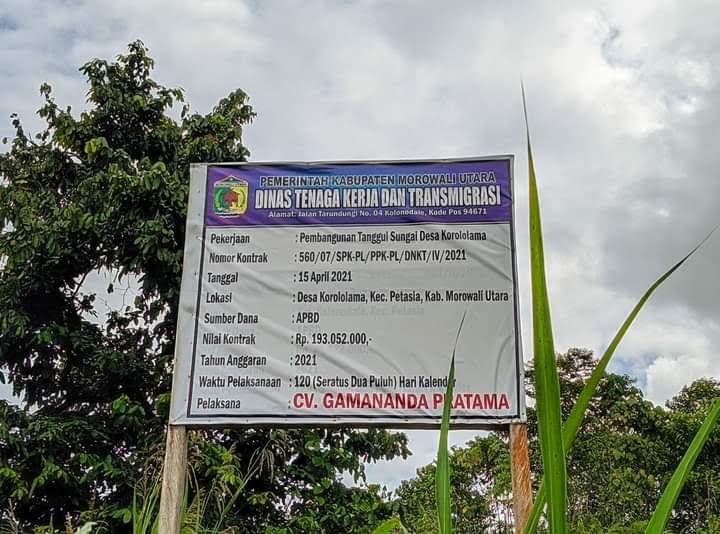 PEMERINTAH KABUPATEN MOROWALI UTARA
DINAS TENAGA KERJA DAN TRANSMIGRASI
Alamat: Jalan Tarundungi No. 04 Kolonodale, Kode Pos 94671
Pekerjaan : Pembangunan Tanggul Sungai Desa Korololama
Nomor Kontrak : 560/07/SPK-PL/PPK-PL/DNKT/IV/2021
Tanggal : 15 April 2021
Lokasi : Desa Korololama, Kec. Petasia, Kab. Morowali Utara
Sumber Dana : APBD
Nilai Kontrak : Rp. 193.052.000,-
Tahun Anggaran : 2021
Waktu Pelaksanaan : 120 (Seratus Dua Puluh) Hari Kalender
Pelaksana : CV. GAMANANDA PRATAMA